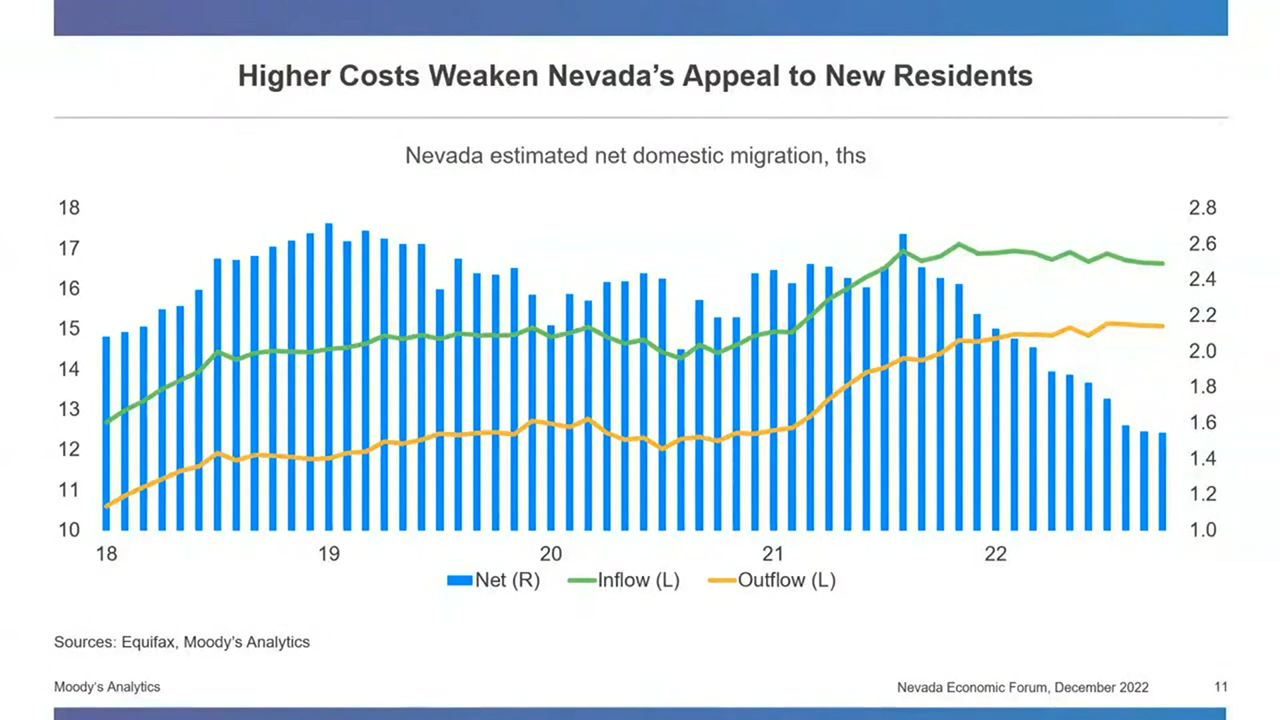 Higher Costs Weaken Nevada's Appeal to New Residents
Nevada estimated net domestic migration, ths
18 2.8
17 2.6
16 2.4
15 2.2
14 2.0
13 1.8
12 1.6
11 1.4
10 1.2
1.0
18 19 20 21 22
Net (R) Inflow (L) Outflow (L)
Sources: Equifax, Moody's Analytics
Moody's Analytics Nevada Economic Forum, December 2022 11